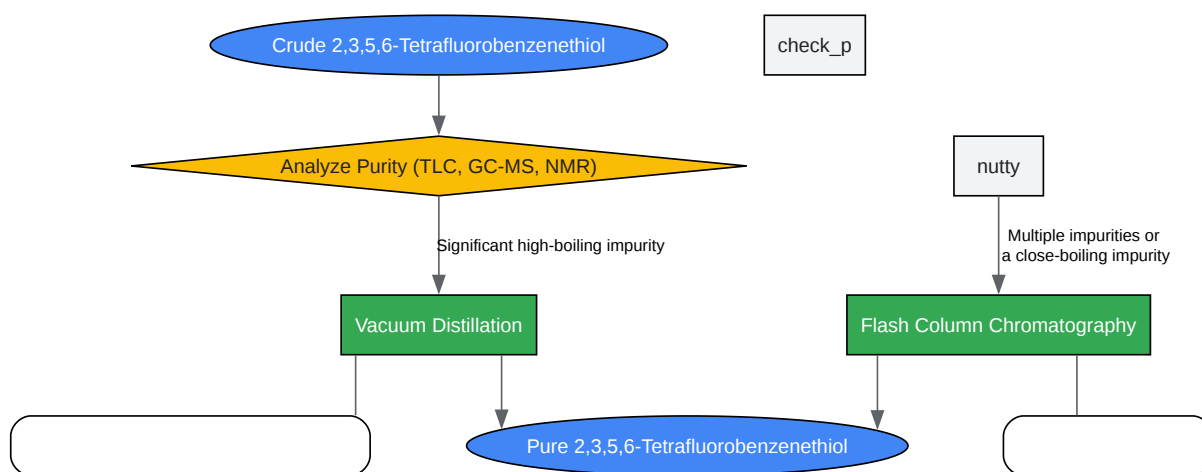 Crude 2,3,5,6-Tetrafluorobenzenethiol
check_p
Analyze Purity (TLC, GC-MS, NMR)
nutty
Significant high-boiling impurity
Multiple impurities or
a close-boiling impurity
Vacuum Distillation
Flash Column Chromatography
Pure 2,3,5,6-Tetrafluorobenzenethiol